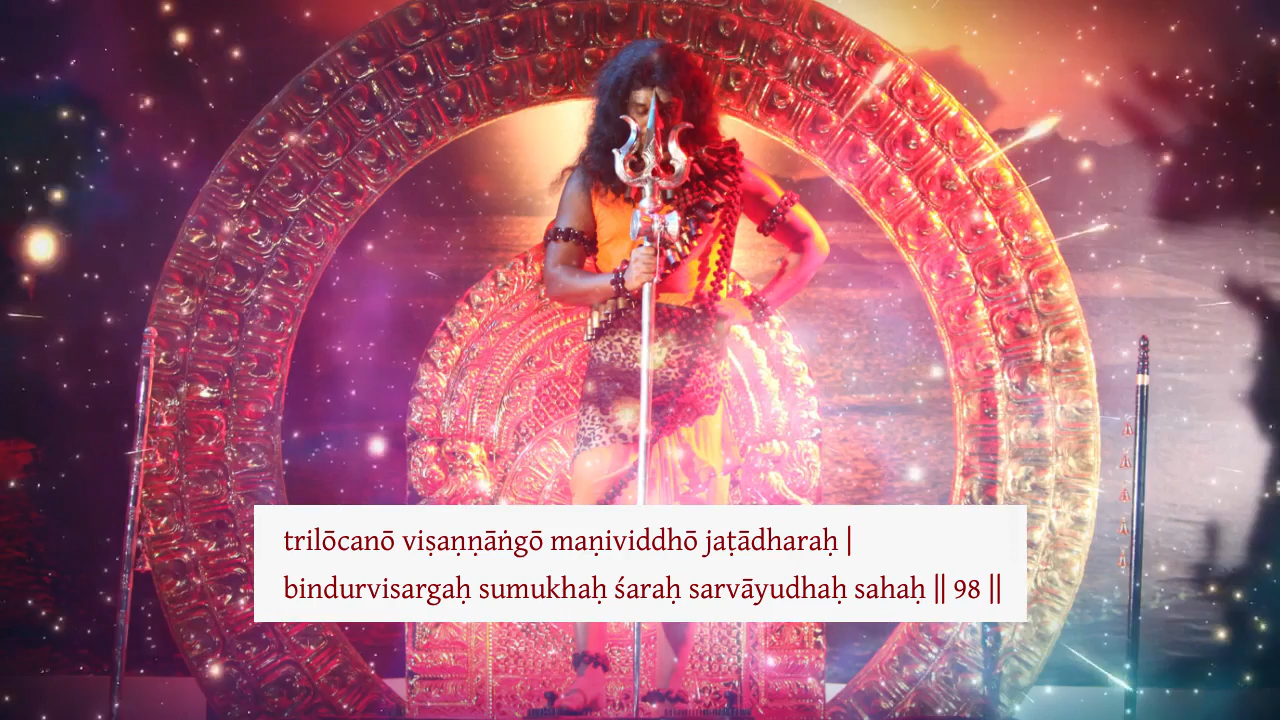 trilōcanō viṣaṇṇāṅgō maṇividdhō jaṭādharaḥ |
bindurvisargaḥ sumukhaḥ śaraḥ sarvāyudhaḥ sahaḥ || 98 ||